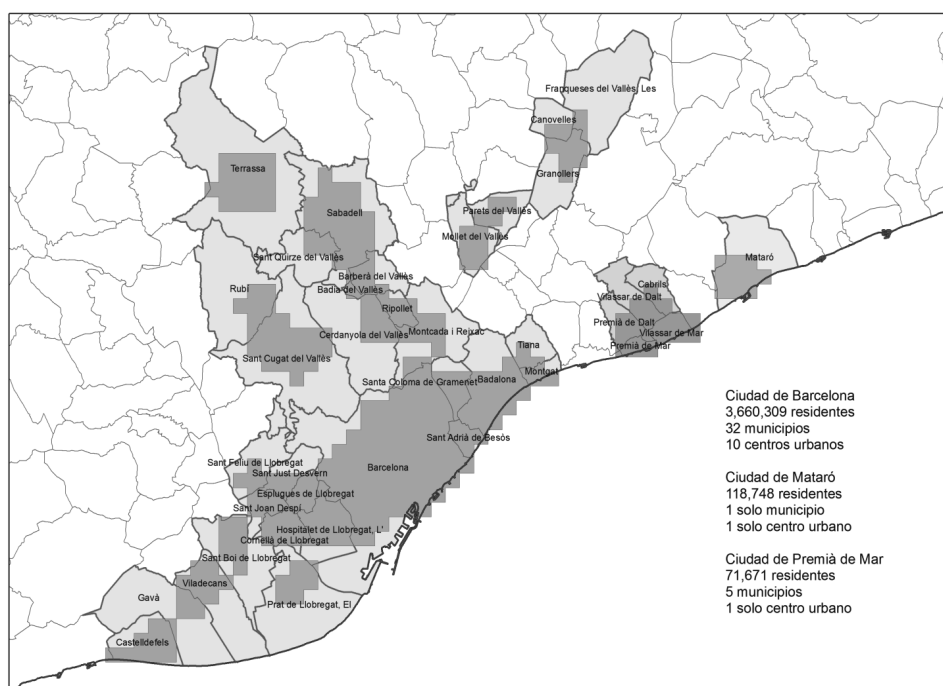 Franqueses del Vallès, Les
Canovelles
Terrassa
Granollers
Sabadell
Parets del Vallès
Mollet del Vallès
Sant Quirze del Vallès
Mataró
Barberà del Vallès
Cabrils
Rubí
Badia del Vallès
Vilassar de Dalt
Ripollet
Premià de Dalt
Cerdanyola del Vallès
Montcada i Reixac
Vilassar de Mar
Tiana
Premià de Mar
Sant Cugat del Vallès
Montgat
Santa Coloma de Gramenet
Badalona
Ciudad de Barcelona
3,660,309 residentes
32 municipios
10 centros urbanos
Sant Adrià de Besòs
Sant Feliu de Llobregat
Barcelona
Sant Just Desvern
Ciudad de Mataró
118,748 residentes
1 solo municipio
1 solo centro urbano
Esplugues de Llobregat
Sant Joan Despí
Hospitalet de Llobregat, L'
Cornellà de Llobregat
Sant Boi de Llobregat
Ciudad de Premià de Mar
71,671 residentes
5 municipios
1 solo centro urbano
Viladecans
Gavà
Prat de Llobregat, El
Castelldefels